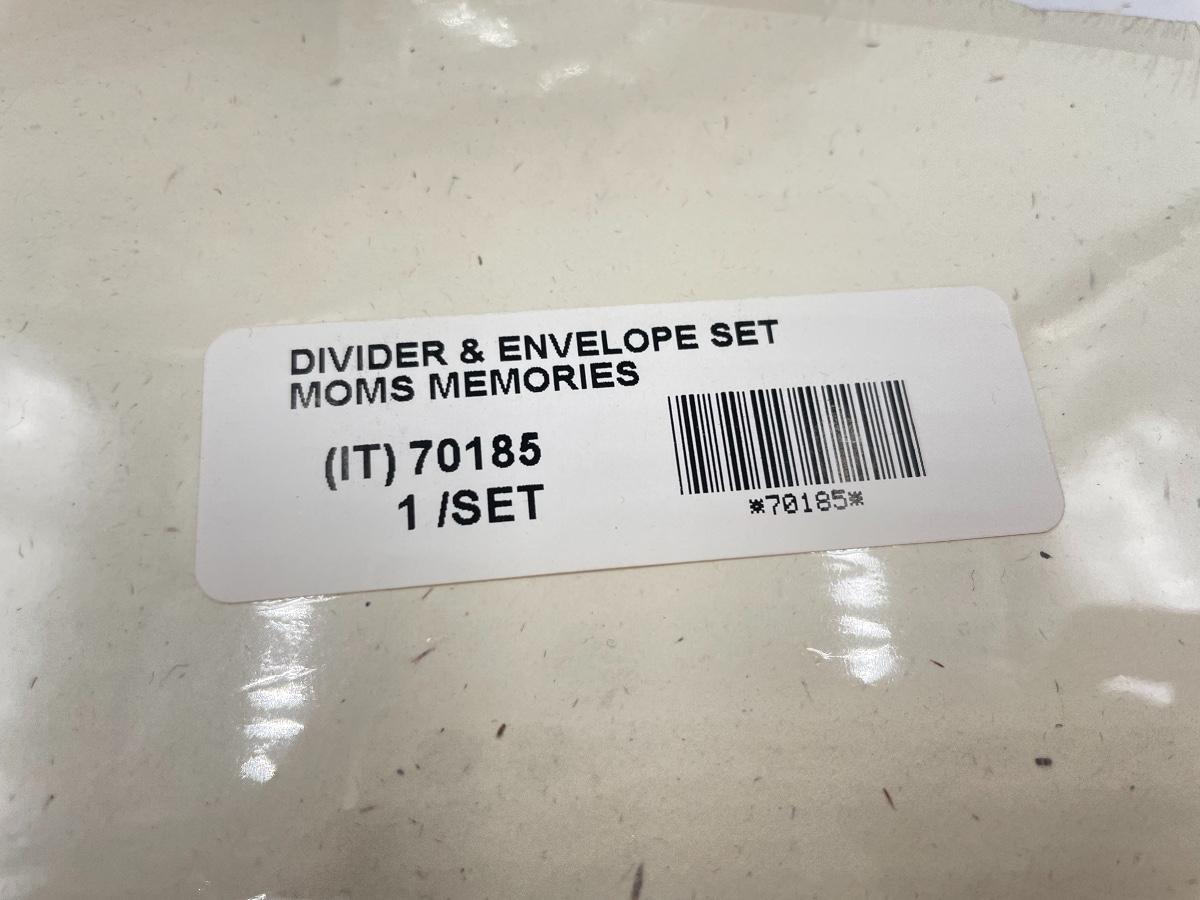 DIVIDER & ENVELOPE SET
MOMS MEMORIES
(IT) 70185
1 /SET
*70185*